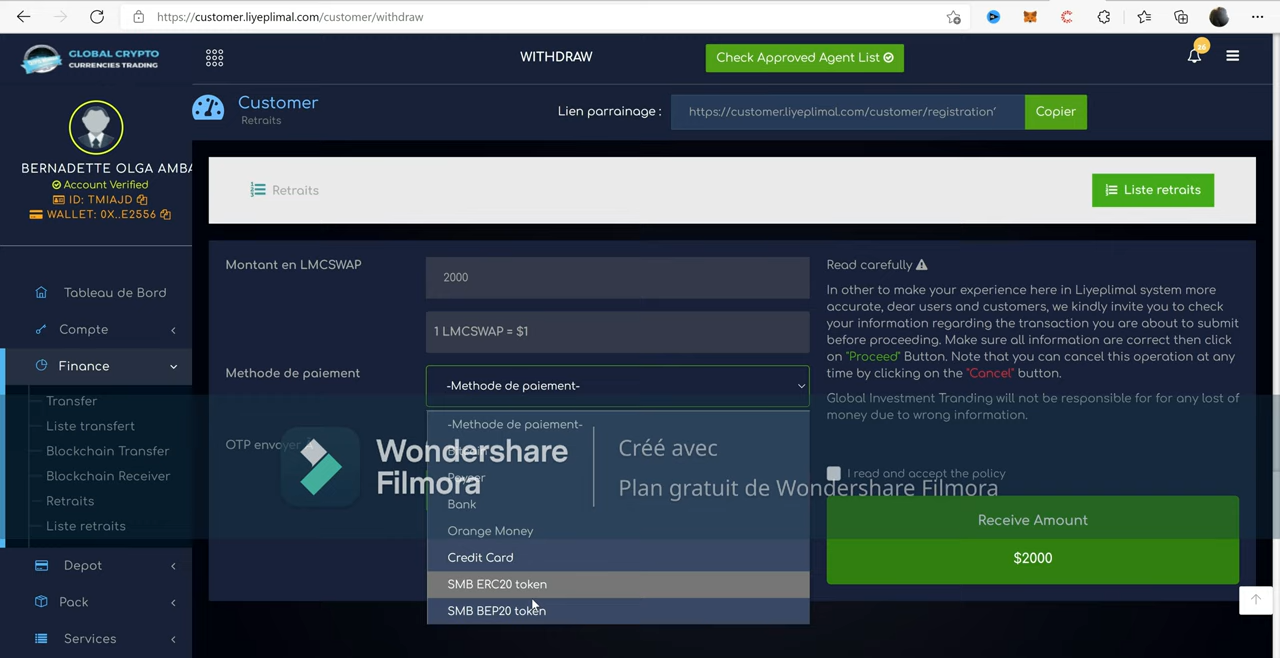 https://customer.liyeplimal.com/customer/withdraw
GLOBAL CRYPTO
CURRENCIES TRADING
WITHDRAW
Check Approved Agent List
26
Customer
Retraits
Lien parrainage :
https://customer.liyeplimal.com/customer/registration/
Copier
BERNADETTE OLGA AMBA
Account Verified
ID: TMIAJD
WALLET: 0X..E2556
Retraits
Liste retraits
Tableau de Bord
Compte
Finance
Transfer
Liste transfert
Blockchain Transfer
Blockchain Receiver
Retraits
Liste retraits
Depot
Pack
Services
Montant en LMCSWAP
2000
1 LMCSWAP = $1
Methode de paiement
-Methode de paiement-
OTP envoyer
-Methode de paiement-
Bank
Orange Money
Credit Card
SMB ERC20 token
SMB BEP20 token
Read carefully
In other to make your experience here in Liyeplimal system more
accurate, dear users and customers, we kindly invite you to check
your information regarding the transaction you are about to submit
before proceeding. Make sure all information are correct then click
on "Proceed" Button. Note that you can cancel this operation at any
time by clicking on the "Cancel" button.
Global Investment Tranding will not be responsible for for any lost of
money due to wrong information.
I read and accept the policy
Receive Amount
$2000
Wondershare
Filmora
Créé avec
Plan gratuit de Wondershare Filmora